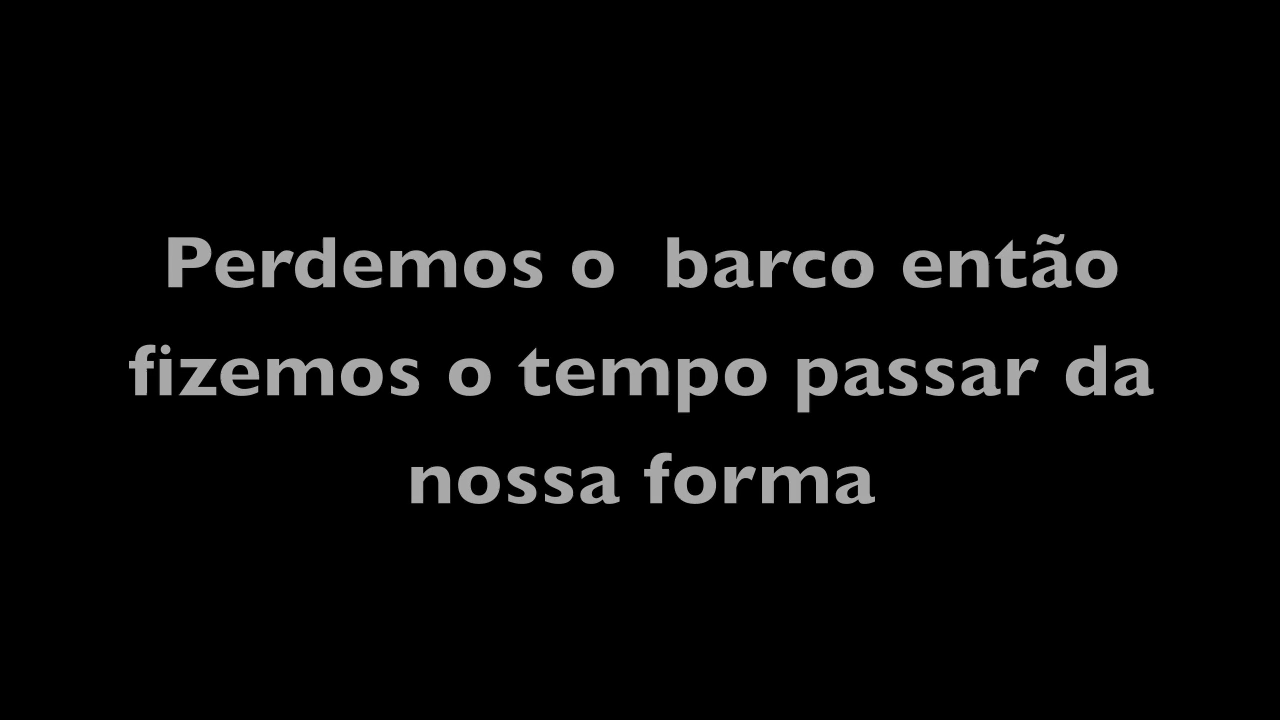 Perdemos o  barco então
fizemos o tempo passar da
nossa forma